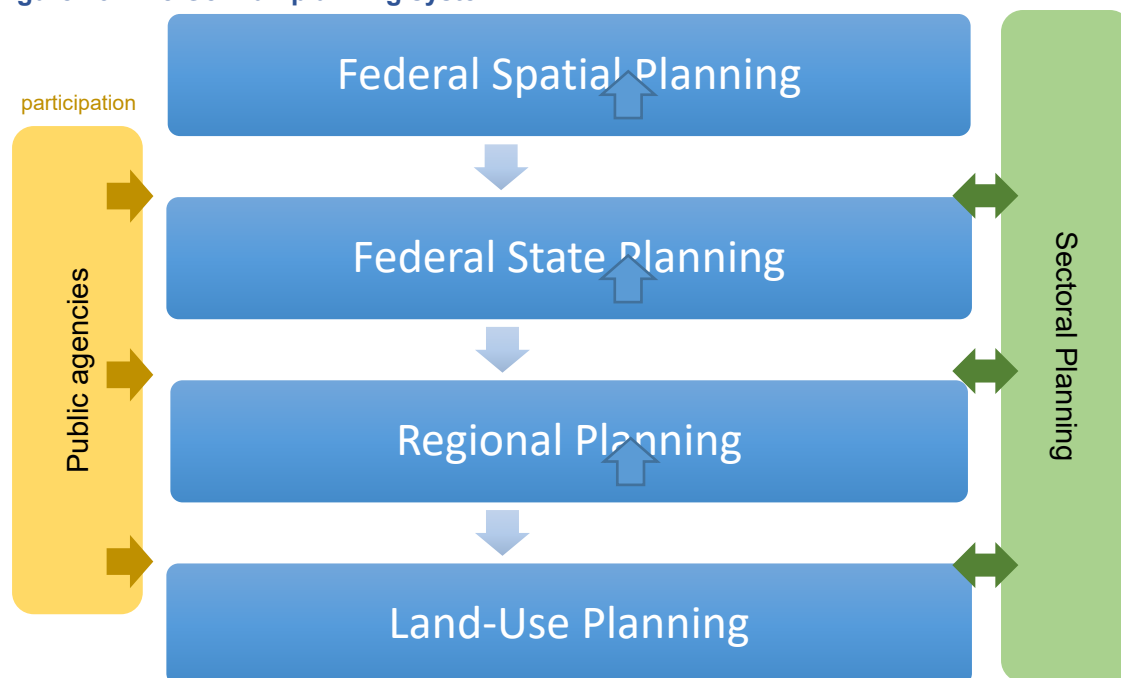 Federal Spatial Planning
participation
Federal State Planning
Public agencies
Sectoral Planning
Regional Planning
Land-Use Planning